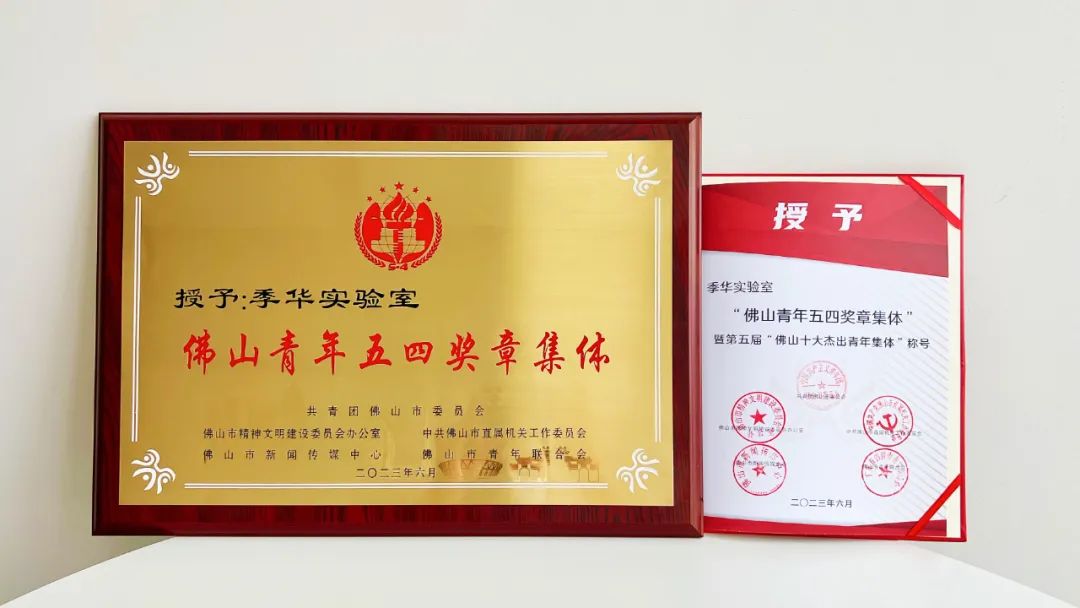 5·4
授予:季华实验室
佛山青年五四奖章集体
共青团佛山市委员会
佛山市精神文明建设委员会办公室 中共佛山市直属机关工作委员会
佛山市新闻传媒中心 佛山市青年联合会
二〇二三年六月
授予
季华实验室
“佛山青年五四奖章集体”
暨第五届“佛山十大杰出青年集体”称号
二〇二三年六月